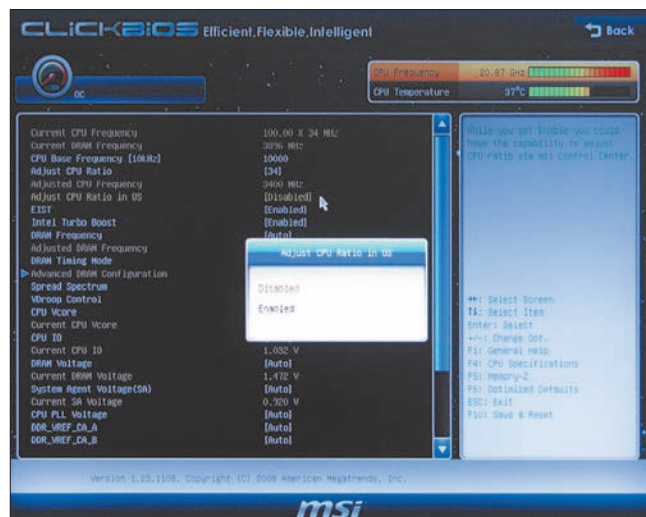 CLiCKBiOS Efficient,Flexible,Intelligent
Back
OC
CPU Frequency 20.87 GHz
CPU Temperature 37°C
Current CPU Frequency 100.00 X 34 MHz
Current DRAM Frequency 3896 MHz
CPU Base Frequency [10KHz] 10000
Adjust CPU Ratio [34]
Adjusted CPU Frequency 3400 MHz
Adjust CPU Ratio in OS [Disabled]
EIST [Enabled]
Intel Turbo Boost [Enabled]
DRAM Frequency [Auto]
Adjusted DRAM Frequency
DRAM Timing Mode
Advanced DRAM Configuration
Spread Spectrum
VDroop Control
CPU Vcore
Current CPU Vcore
CPU IO
Current CPU IO 1.032 V
DRAM Voltage [Auto]
Current DRAM Voltage 1.472 V
System Agent Voltage(SA) [Auto]
Current SA Voltage 0.920 V
CPU PLL Voltage [Auto]
DDR_VREF_CA_A [Auto]
DDR_VREF_CA_B [Auto]
Adjust CPU Ratio in OS
Disabled
Enabled
While you set Enable you could
have the capability to adjust
CPU ratio via msi Control Center.
: Select Screen
: Select Item
Enter: Select
+/-: Change Opt.
F1: General Help
F4: CPU Specifications
F5: Memory-Z
F6: Optimized Defaults
ESC: Exit
F10: Save & Reset
Version 1.23.1108. Copyright (C) 2008 American Megatrends, Inc.
msi